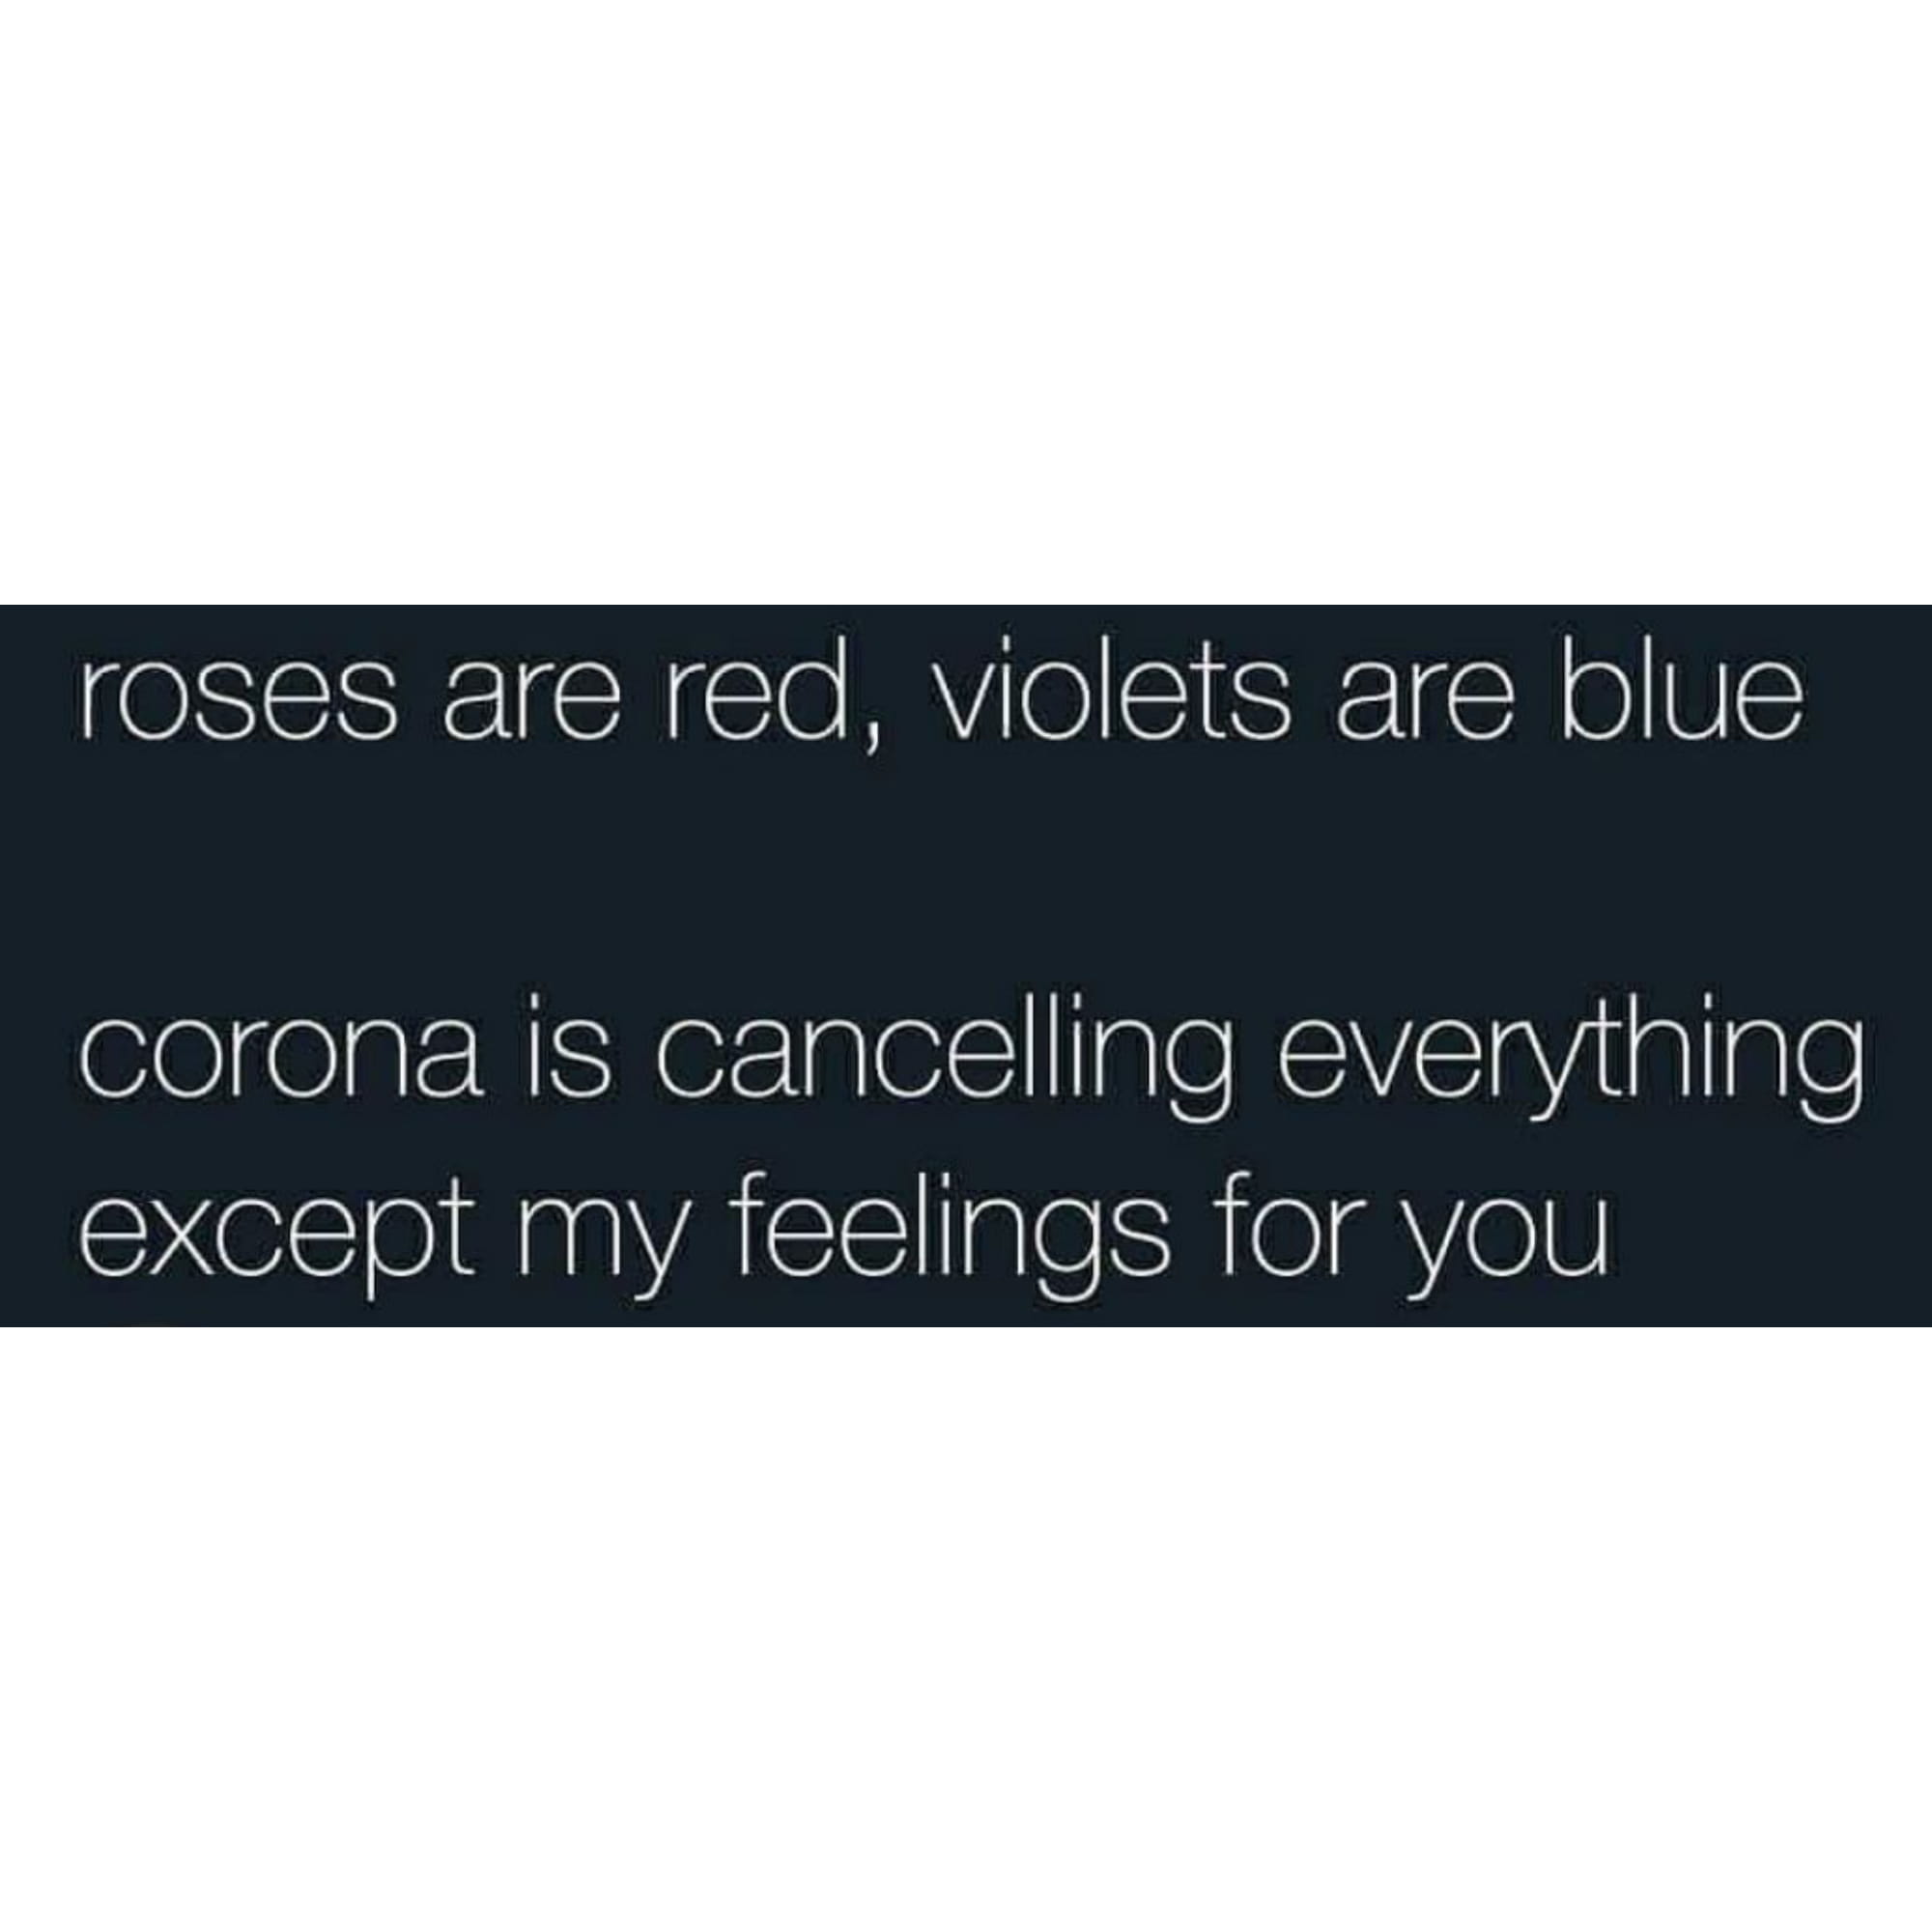 roses are red, violets are blue
corona is cancelling everything
except my feelings for you